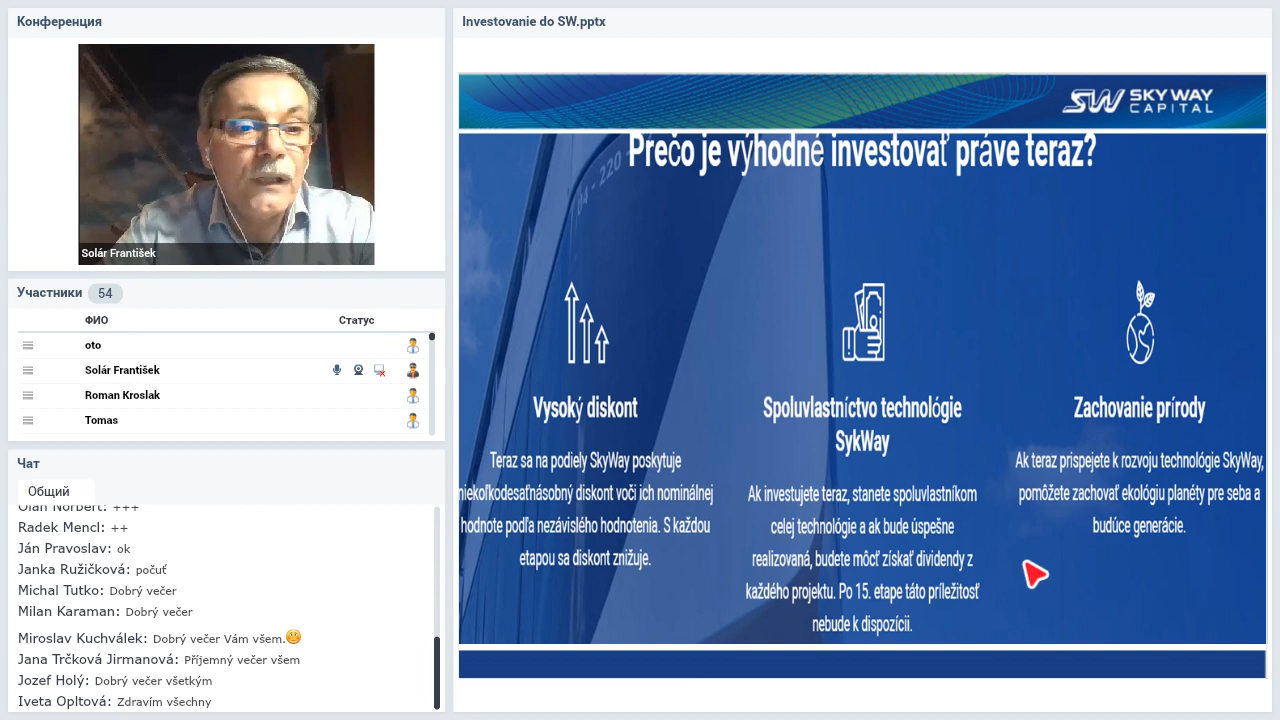 Конференция
Solár František
Участники 54
ФИО Статус
oto
Solár František
Roman Kroslak
Tomas
Чат
Общий
Olah Norbert: +++
Radek Mencl: ++
Ján Pravoslav: ok
Janka Ružičková: počuť
Michal Tutko: Dobrý večer
Milan Karaman: Dobrý večer
Miroslav Kuchválek: Dobrý večer Vám všem.
Jana Trčková Jirmanová: Příjemný večer všem
Jozef Holý: Dobrý večer všetkým
Iveta Opltová: Zdravím všechny
Investovanie do SW.pptx
SW SKY WAY
CAPITAL
Prečo je výhodné investovať práve teraz?
04 - 220
Vysoký diskont
Teraz sa na podiely SkyWay poskytuje
niekoľkodesaťnásobný diskont voči ich nominálnej
hodnote podľa nezávislého hodnotenia. S každou
etapou sa diskont znižuje.
Spoluvlastníctvo technológie
SykWay
Ak investujete teraz, stanete spoluvlastníkom
celej technológie a ak bude úspešne
realizovaná, budete môcť získať dividendy z
každého projektu. Po 15. etape táto príležitosť
nebude k dispozícii.
Zachovanie prírody
Ak teraz prispejete k rozvoju technológie SkyWay,
pomôžete zachovať ekológiu planéty pre seba a
budúce generácie.